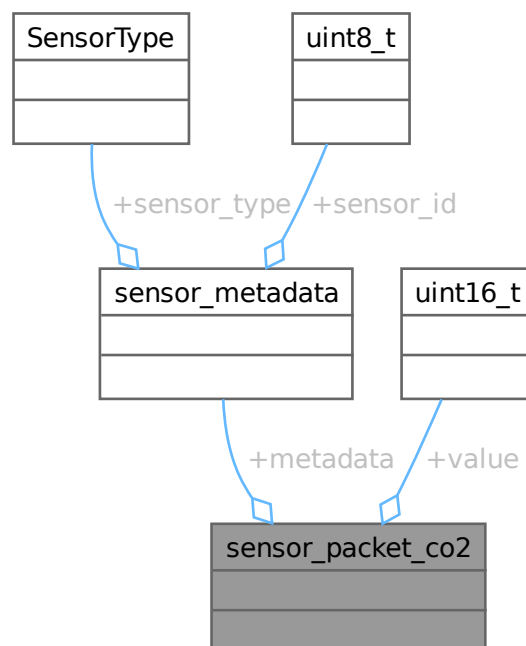 SensorType
uint8_t
+sensor_type
+sensor_id
sensor_metadata
uint16_t
+metadata
+value
sensor_packet_co2